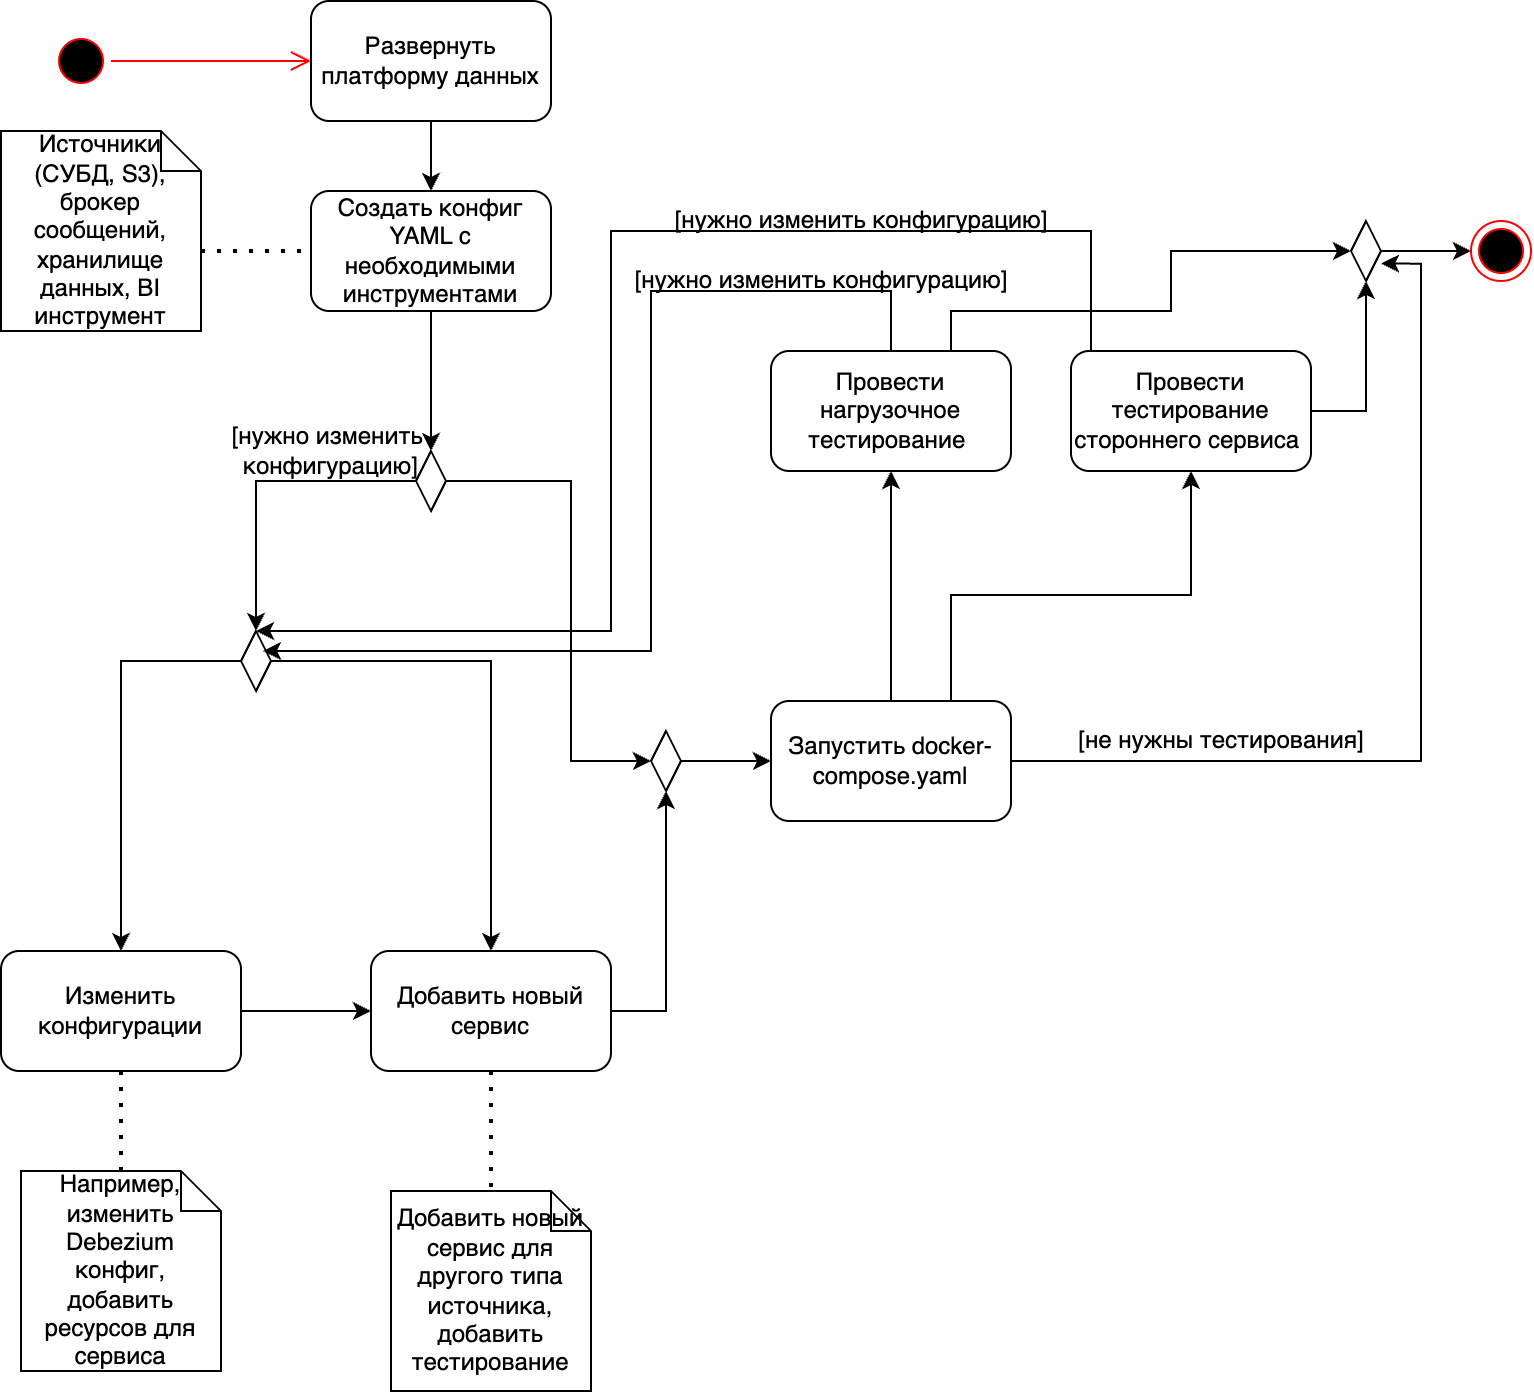 Развернуть
платформу данных
Источники
(СУБД, S3),
брокер
сообщений,
хранилище
данных, BI
инструмент
Создать конфиг
YAML с
необходимыми
инструментами
[нужно изменить конфигурацию]
[нужно изменить конфигурацию]
Провести
нагрузочное
тестирование
Провести
тестирование
стороннего сервиса
[нужно изменить
конфигурацию]
Запустить docker-
compose.yaml
[не нужны тестирования]
Изменить
конфигурации
Добавить новый
сервис
Например,
изменить
Debezium
конфиг,
добавить
ресурсов для
сервиса
Добавить новый
сервис для
другого типа
источника,
добавить
тестирование